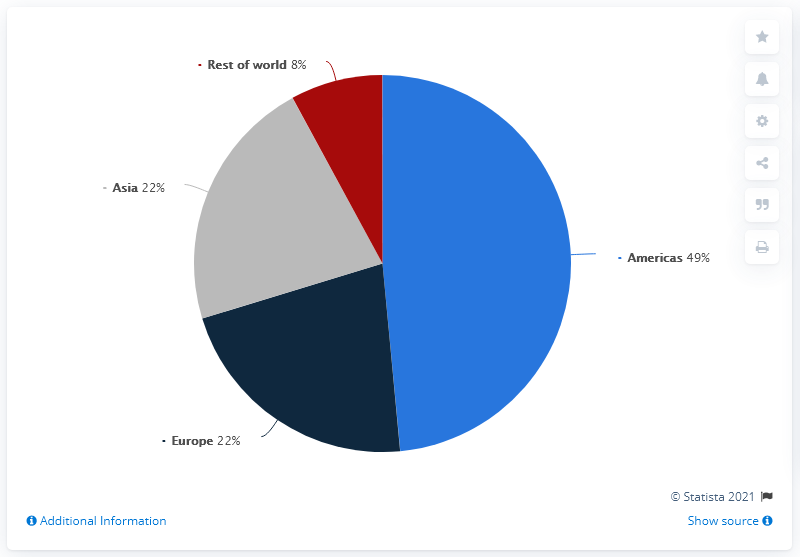 Rest of world 8%
Asia 22%
Americas 49%
Europe 22%
© Statista 2021
Additional Information
Show source